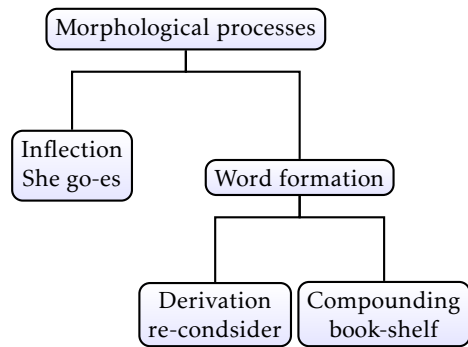 Morphological processes
Inflection
She go-es
Word formation
Derivation
re-condsider
Compounding
book-shelf